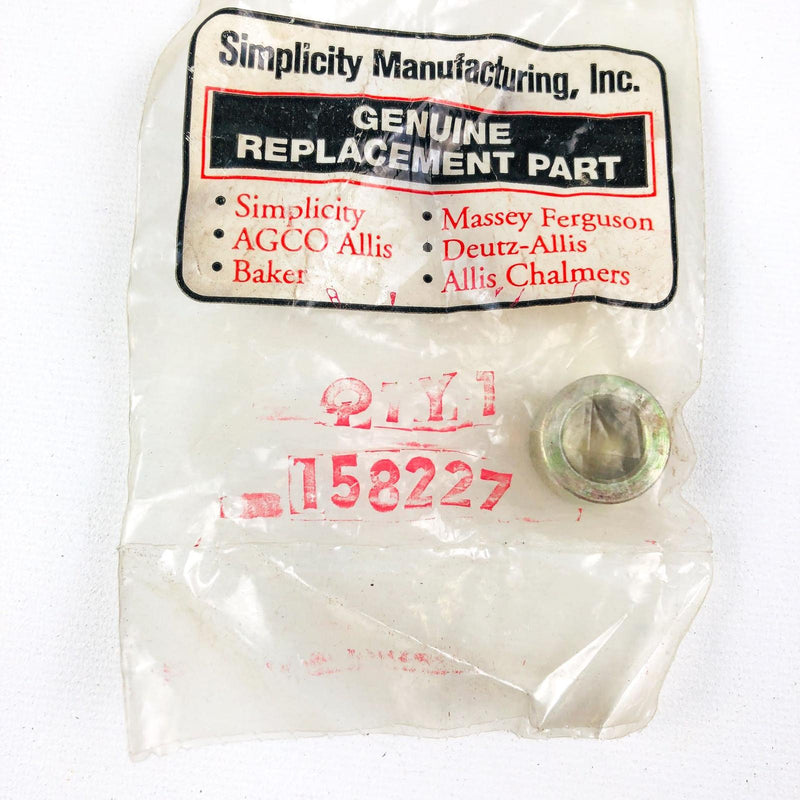 Simplicity Manufacturing, Inc.
GENUINE
REPLACEMENT PART
• Simplicity • Massey Ferguson
• AGCO Allis • Deutz-Allis
• Baker • Allis Chalmers
QTY 1
158227